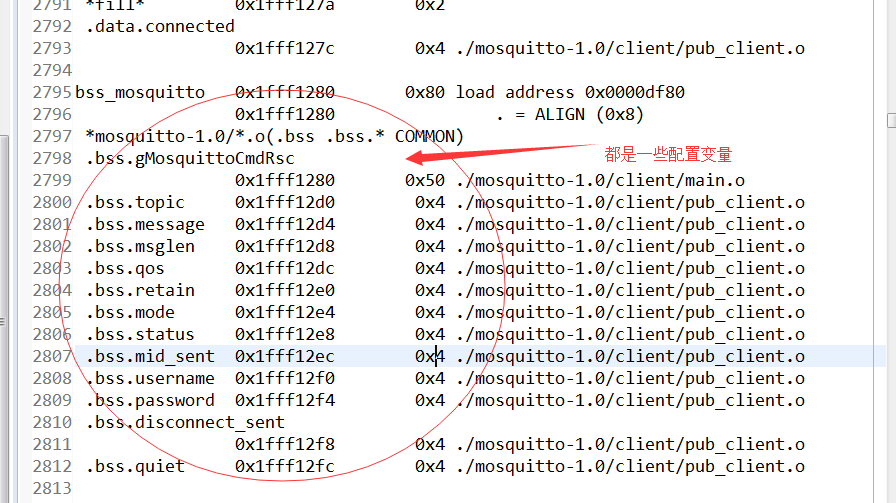 2791 *fill* 0x1fff127a 0x2
2792 .data.connected
2793 0x1fff127c 0x4 ./mosquitto-1.0/client/pub_client.o
2794
2795 bss_mosquitto 0x1fff1280 0x80 load address 0x0000df80
2796 0x1fff1280 . = ALIGN (0x8)
2797 *mosquitto-1.0/*.o(.bss .bss.* COMMON)
2798 .bss.gMosquittoCmdRsc
都是一些配置变量
2799 0x1fff1280 0x50 ./mosquitto-1.0/client/main.o
2800 .bss.topic 0x1fff12d0 0x4 ./mosquitto-1.0/client/pub_client.o
2801 .bss.message 0x1fff12d4 0x4 ./mosquitto-1.0/client/pub_client.o
2802 .bss.msglen 0x1fff12d8 0x4 ./mosquitto-1.0/client/pub_client.o
2803 .bss.qos 0x1fff12dc 0x4 ./mosquitto-1.0/client/pub_client.o
2804 .bss.retain 0x1fff12e0 0x4 ./mosquitto-1.0/client/pub_client.o
2805 .bss.mode 0x1fff12e4 0x4 ./mosquitto-1.0/client/pub_client.o
2806 .bss.status 0x1fff12e8 0x4 ./mosquitto-1.0/client/pub_client.o
2807 .bss.mid_sent 0x1fff12ec 0x4 ./mosquitto-1.0/client/pub_client.o
2808 .bss.username 0x1fff12f0 0x4 ./mosquitto-1.0/client/pub_client.o
2809 .bss.password 0x1fff12f4 0x4 ./mosquitto-1.0/client/pub_client.o
2810 .bss.disconnect_sent
2811 0x1fff12f8 0x4 ./mosquitto-1.0/client/pub_client.o
2812 .bss.quiet 0x1fff12fc 0x4 ./mosquitto-1.0/client/pub_client.o
2813